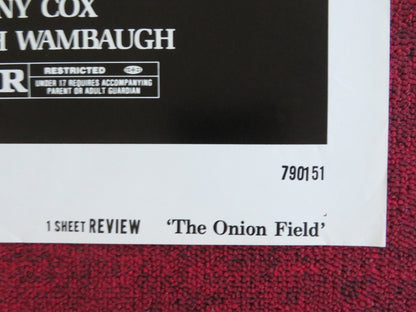 NY COX
H WAMBAUGH
R RESTRICTED
UNDER 17 REQUIRES ACCOMPANYING
PARENT OR ADULT GUARDIAN
790151
1 SHEET REVIEW 'The Onion Field'